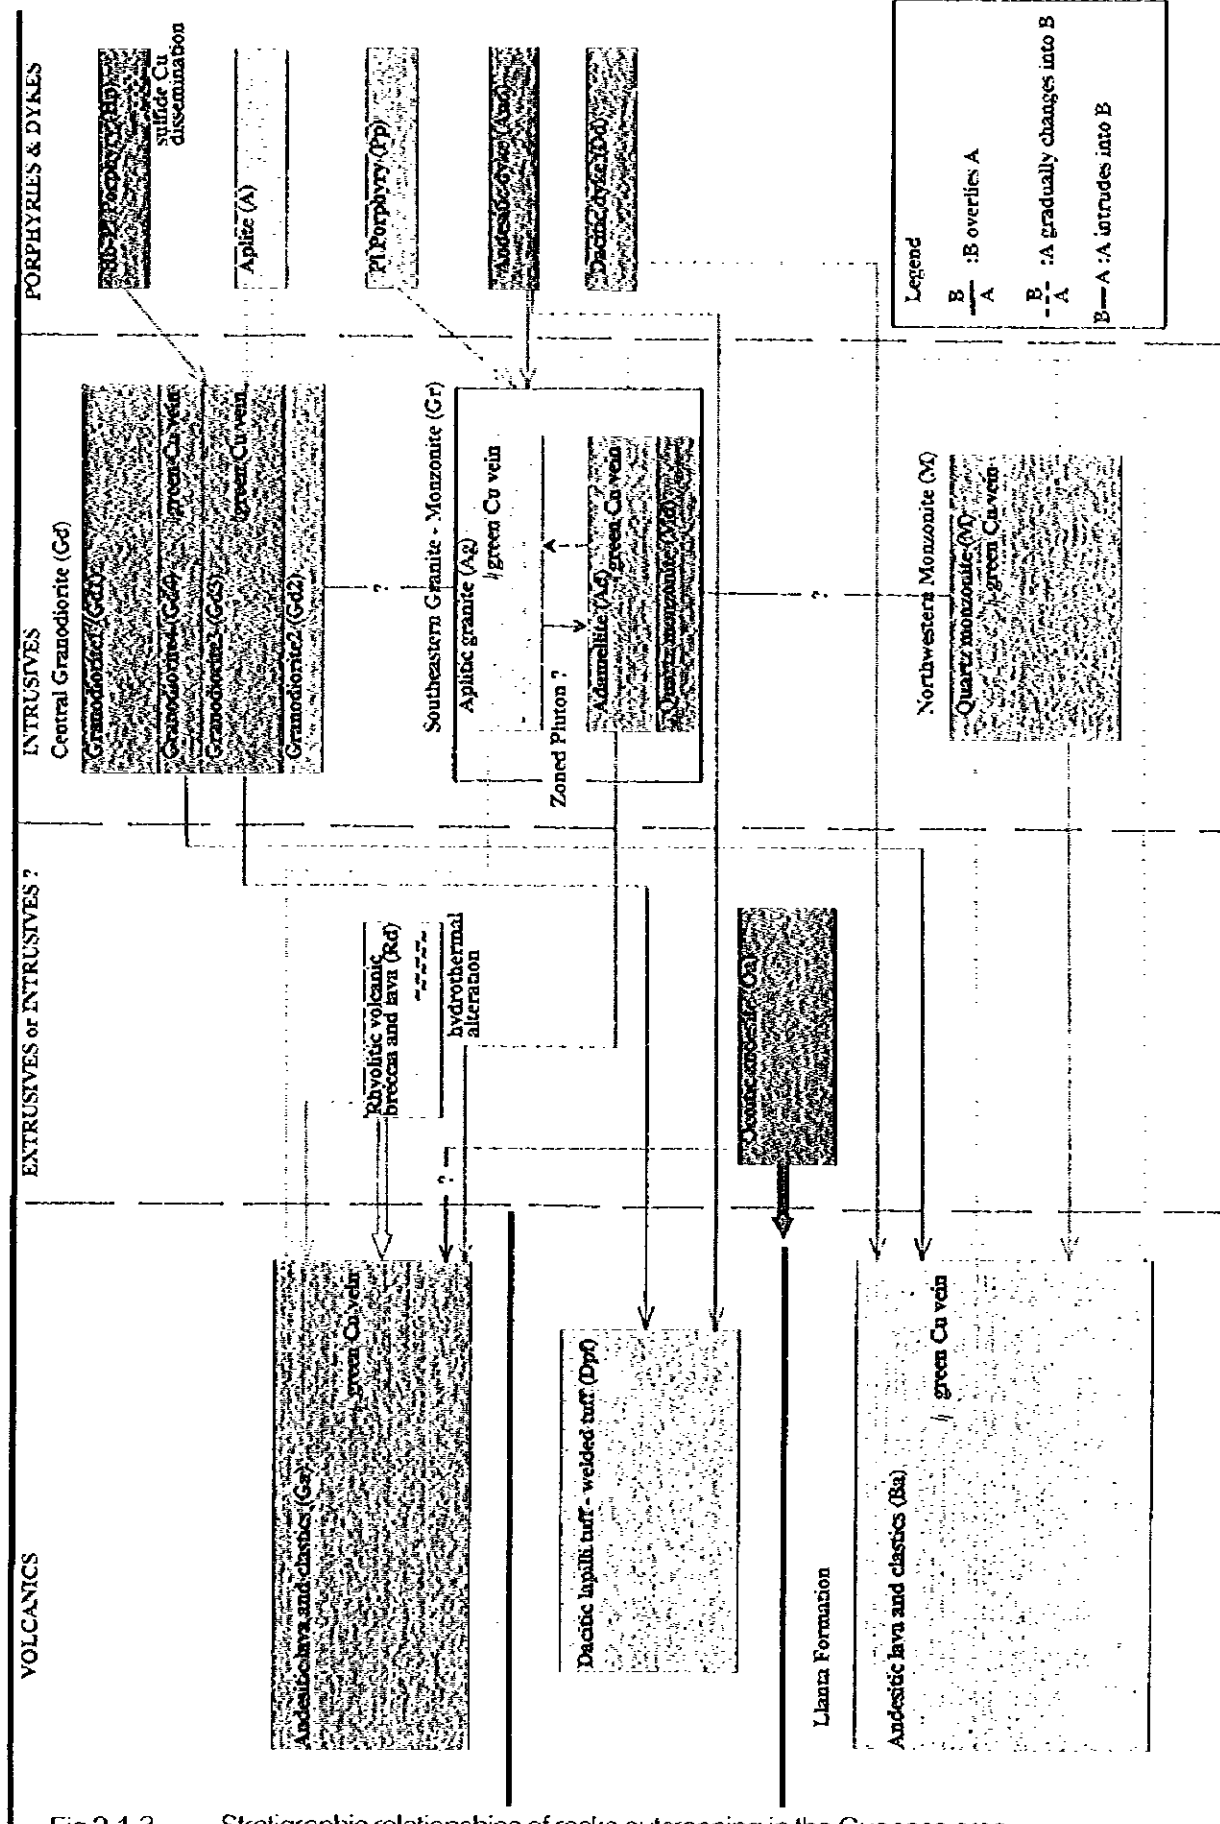 VOLCANICS
EXTRUSIVES or INTRUSIVES ?
INTRUSIVES
PORPHYRIES & DYKES
Central Granodiorite (Gd)
Granodiorite1 (Gd1)
Granodiorite4 (Gd4)
green Cu vein
Granodiorite3 (Gd3)
green Cu vein
Granodiorite2 (Gd2)
sulfide Cu
dissemination
Aplite (A)
Pl Porphyry (Pp)
Andesitic dyke (And)
Dacitic dyke (Dd)
Andesitic lava and clastics (Ga)
green Cu vein
Rhyolitic volcanic
breccia and lava (Rd)
hydrothermal
alteration
?
?
Southeastern Granite - Monzonite (Gr)
Aplitic granite (Ag)
green Cu vein
Zoned Pluton ?
Adamellite (Ad)
green Cu vein
Quartz monzonite (Md)
?
Dacitic lapilli tuff - welded tuff (Dpf)
Northwestern Monzonite (M)
Quartz monzonite (M)
green Cu vein
Llanta Formation
Andesitic lava and clastics (Ba)
green Cu vein
Legend
B
A
:B overlies A
B
A
:A gradually changes into B
B A :A intrudes into B
Stratigraphic relationships of rocks outcropping in the